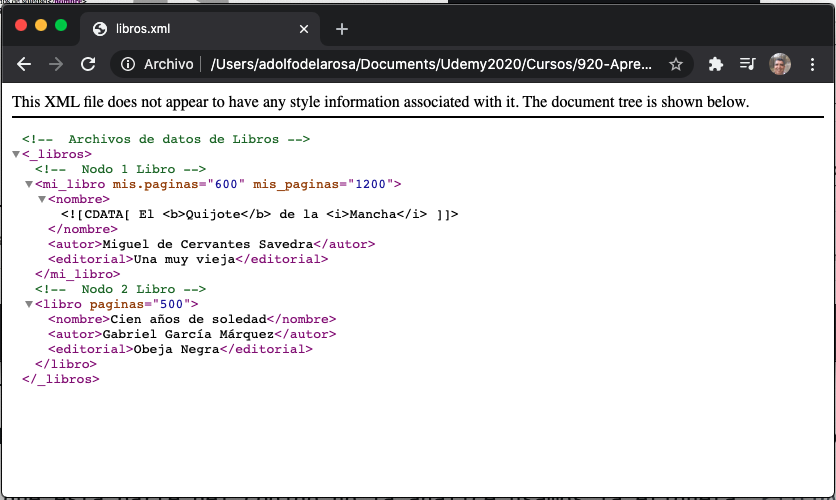 libros.xml
Archivo | /Users/adolfodelarosa/Documents/Udemy2020/Cursos/920-Apre...
This XML file does not appear to have any style information associated with it. The document tree is shown below.
<!-- Archivos de datos de Libros -->
<_libros>
<!-- Nodo 1 Libro -->
<mi_libro mis.paginas="600" mis_paginas="1200">
<nombre>
<![CDATA[ El <b>Quijote</b> de la <i>Mancha</i> ]]>
</nombre>
<autor>Miguel de Cervantes Savedra</autor>
<editorial>Una muy vieja</editorial>
</mi_libro>
<!-- Nodo 2 Libro -->
<libro paginas="500">
<nombre>Cien años de soledad</nombre>
<autor>Gabriel García Márquez</autor>
<editorial>Obeja Negra</editorial>
</libro>
</_libros>